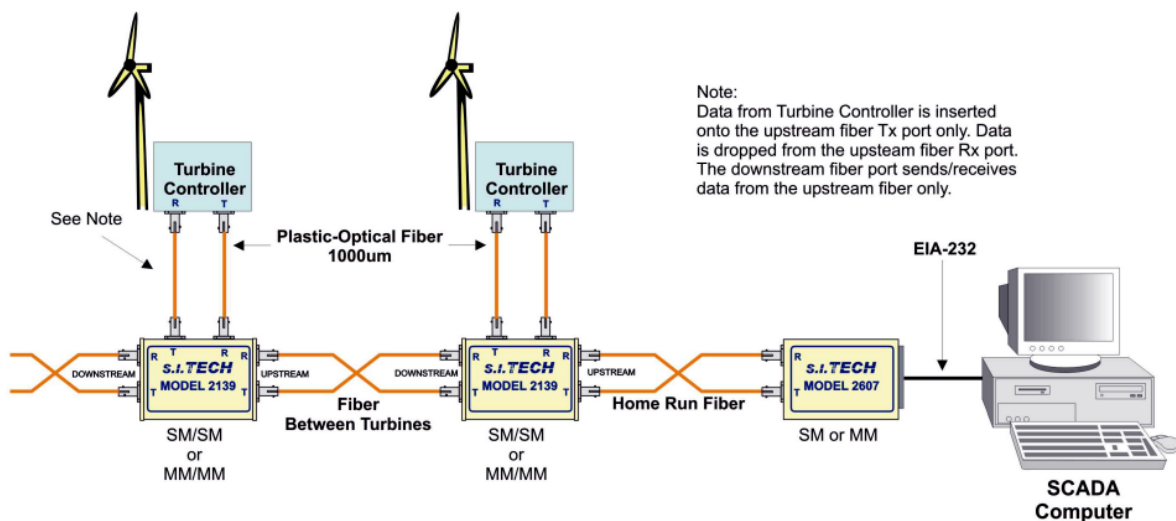 Note:
Data from Turbine Controller is inserted
onto the upstream fiber Tx port only. Data
is dropped from the upsteam fiber Rx port.
The downstream fiber port sends/receives
data from the upstream fiber only.
Turbine
Controller
R T
Turbine
Controller
R T
See Note
Plastic-Optical Fiber
1000um
EIA-232
DOWNSTREAM
R T R R
S.I.TECH
MODEL 2139
T T
UPSTREAM
SM/SM
or
MM/MM
Fiber
Between Turbines
DOWNSTREAM
R T R R
S.I.TECH
MODEL 2139
T T
UPSTREAM
SM/SM
or
MM/MM
Home Run Fiber
R
S.I.TECH
MODEL 2607
T
SM or MM
SCADA
Computer